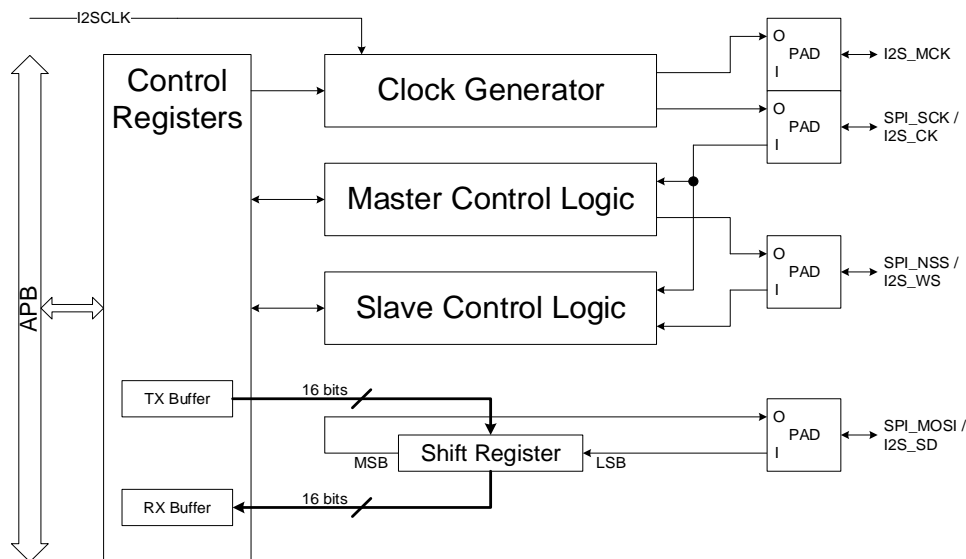 I2SCLK
Control
Registers
Clock Generator
O
PAD
I
I2S_MCK
O
PAD
I
SPI_SCK /
I2S_CK
Master Control Logic
Slave Control Logic
O
PAD
I
SPI_NSS /
I2S_WS
APB
TX Buffer
16 bits
Shift Register
MSB
LSB
O
PAD
I
SPI_MOSI /
I2S_SD
RX Buffer
16 bits